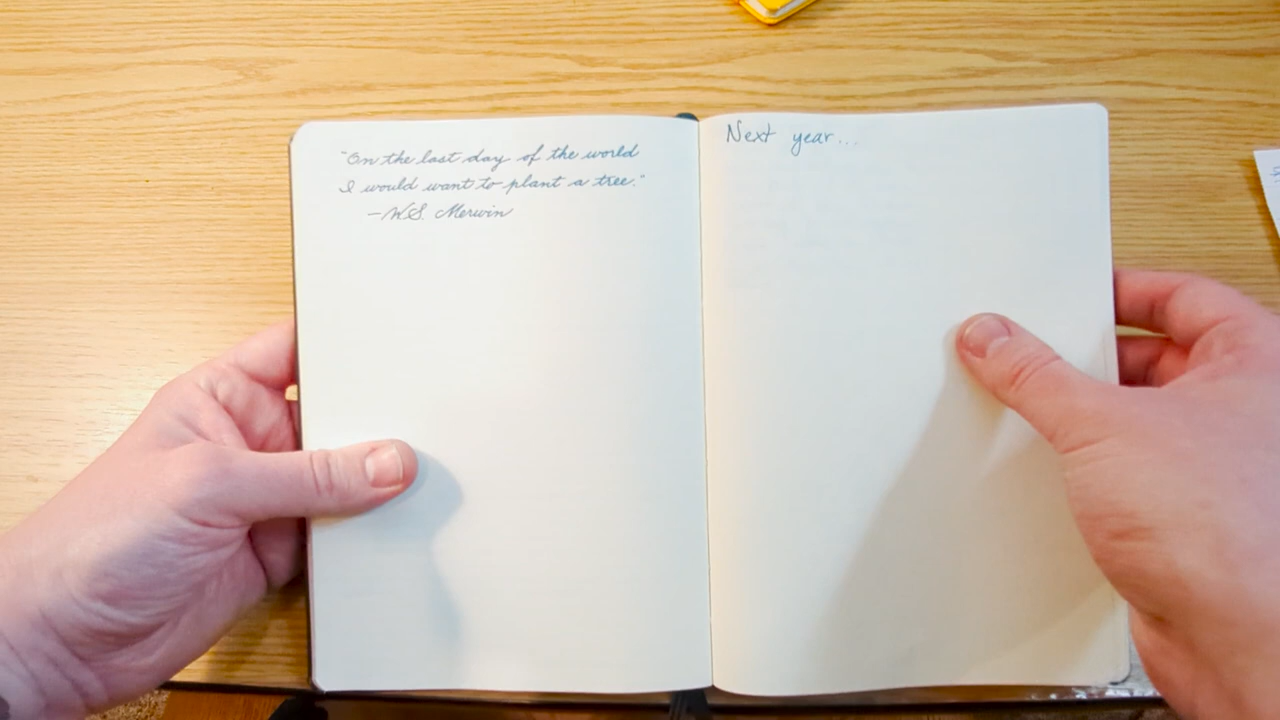 "On the last day of the world
I would want to plant a tree."
—W.S. Merwin
Next year...